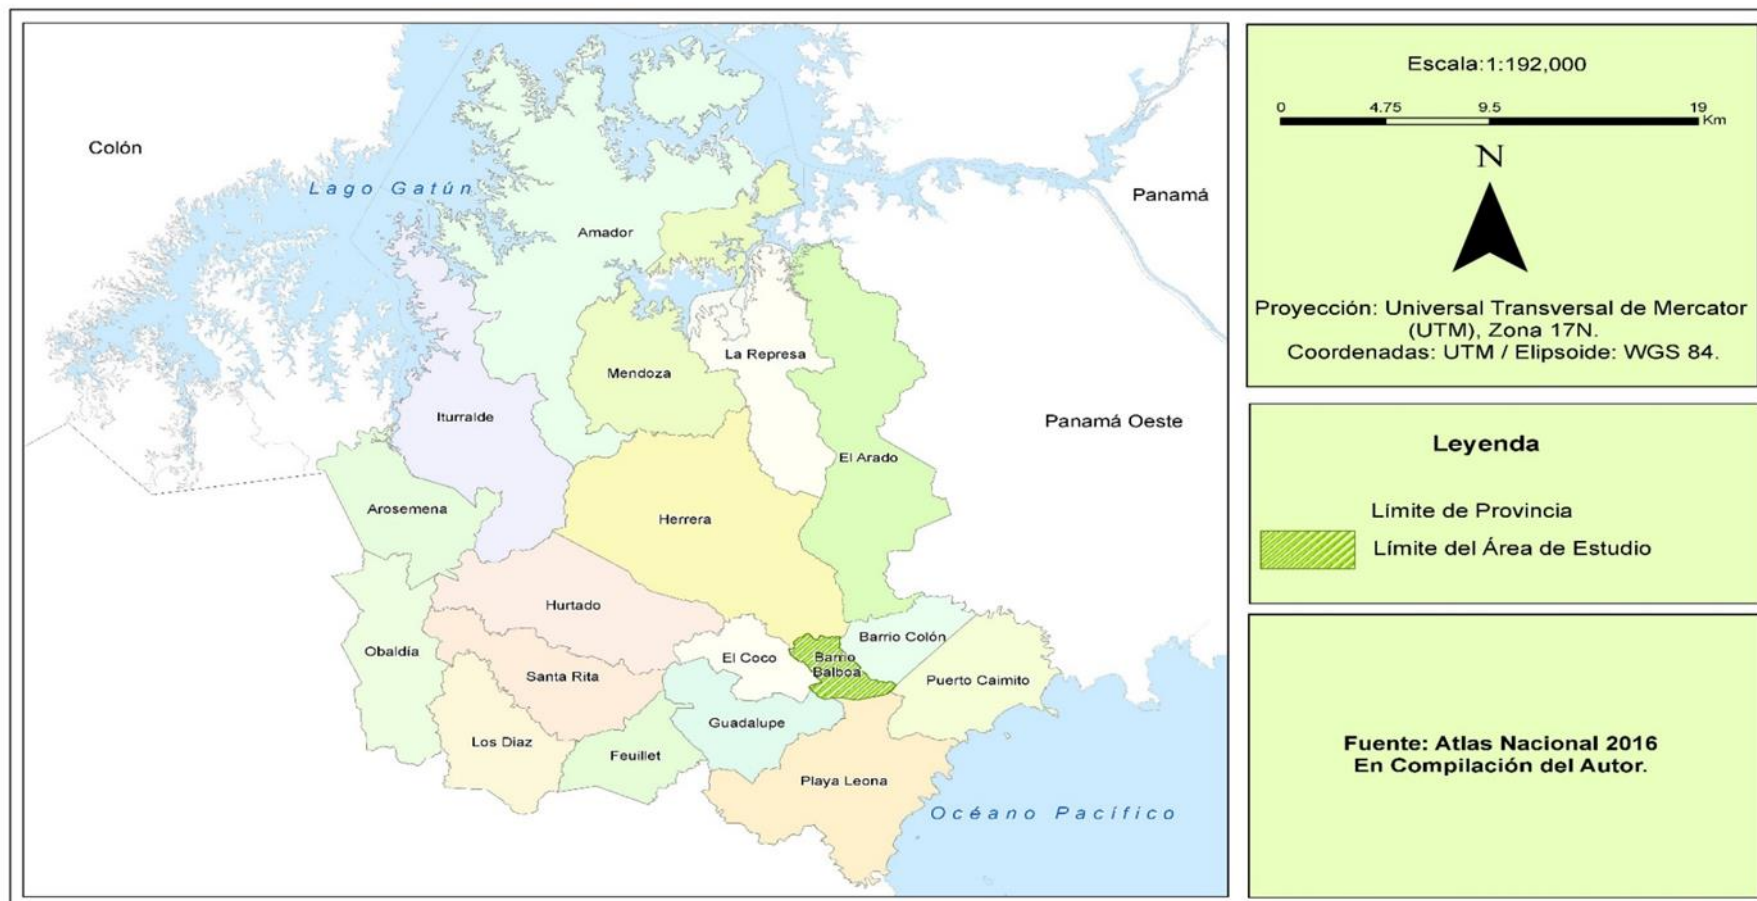 Colón
Lago Gatún
Panamá
Amador
La Represa
Mendoza
Iturralde
Panamá Oeste
El Arado
Arosemena
Herrera
Hurtado
Barrio Colón
Obaldía
El Coco
Barrio
Balboa
Santa Rita
Puerto Caimito
Guadalupe
Los Diaz
Feuillet
Playa Leona
Océano Pacífico
Escala:1:192,000
0 4.75 9.5 19
Km
N
Proyección: Universal Transversal de Mercator
(UTM), Zona 17N.
Coordenadas: UTM / Elipsoide: WGS 84.
Leyenda
Límite de Provincia
Límite del Área de Estudio
Fuente: Atlas Nacional 2016
En Compilación del Autor.